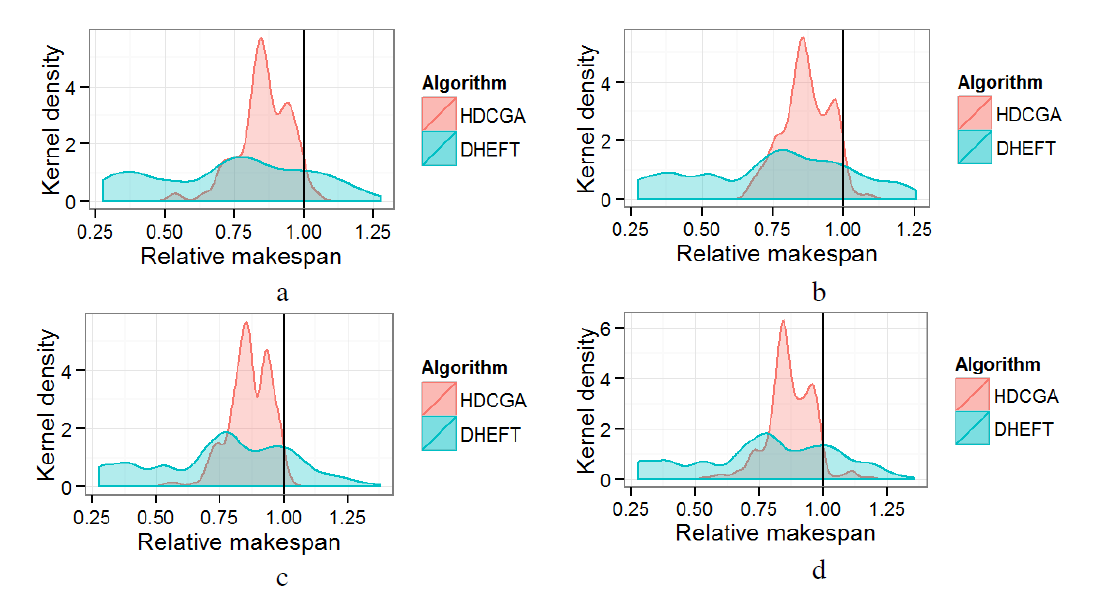 Kernel density
4
2
0
0.25 0.50 0.75 1.00 1.25
Relative makespan
Algorithm
HDCGA
DHEFT
a
Kernel density
4
2
0
0.25 0.50 0.75 1.00 1.25
Relative makespan
Algorithm
HDCGA
DHEFT
b
Kernel density
4
2
0
0.25 0.50 0.75 1.00 1.25
Relative makespan
Algorithm
HDCGA
DHEFT
c
Kernel density
6
4
2
0
0.25 0.50 0.75 1.00 1.25
Relative makespan
Algorithm
HDCGA
DHEFT
d